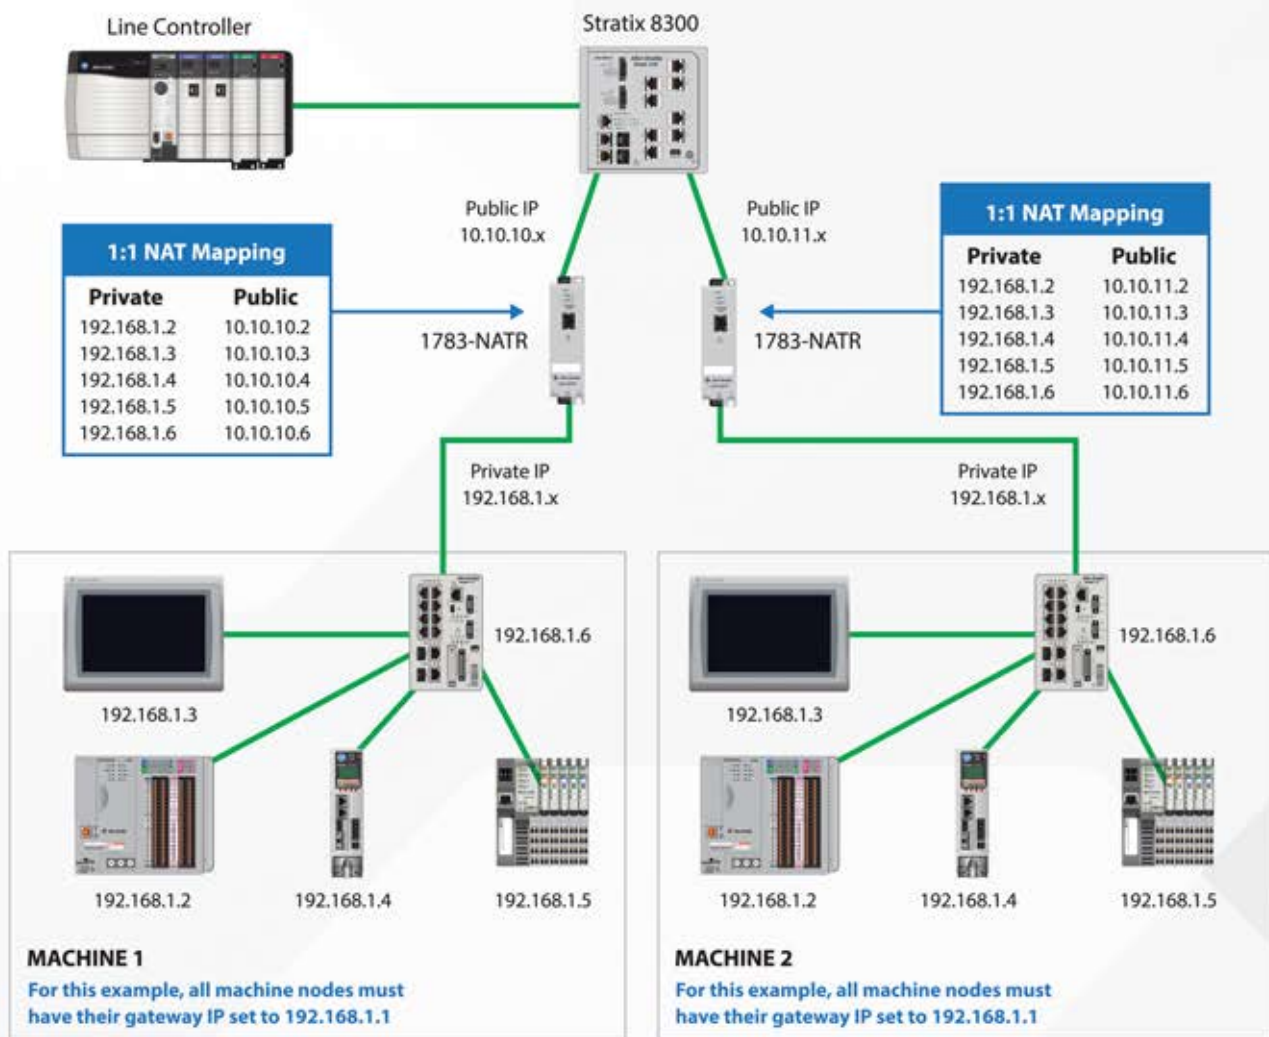 Line Controller
Stratix 8300
Public IP
10.10.10.x
Public IP
10.10.11.x
1:1 NAT Mapping
Private Public
192.168.1.2 10.10.10.2
192.168.1.3 10.10.10.3
192.168.1.4 10.10.10.4
192.168.1.5 10.10.10.5
192.168.1.6 10.10.10.6
1783-NATR
1783-NATR
1:1 NAT Mapping
Private Public
192.168.1.2 10.10.11.2
192.168.1.3 10.10.11.3
192.168.1.4 10.10.11.4
192.168.1.5 10.10.11.5
192.168.1.6 10.10.11.6
Private IP
192.168.1.x
Private IP
192.168.1.x
192.168.1.6
192.168.1.3
192.168.1.2
192.168.1.4
192.168.1.5
MACHINE 1
For this example, all machine nodes must
have their gateway IP set to 192.168.1.1
192.168.1.6
192.168.1.3
192.168.1.2
192.168.1.4
192.168.1.5
MACHINE 2
For this example, all machine nodes must
have their gateway IP set to 192.168.1.1